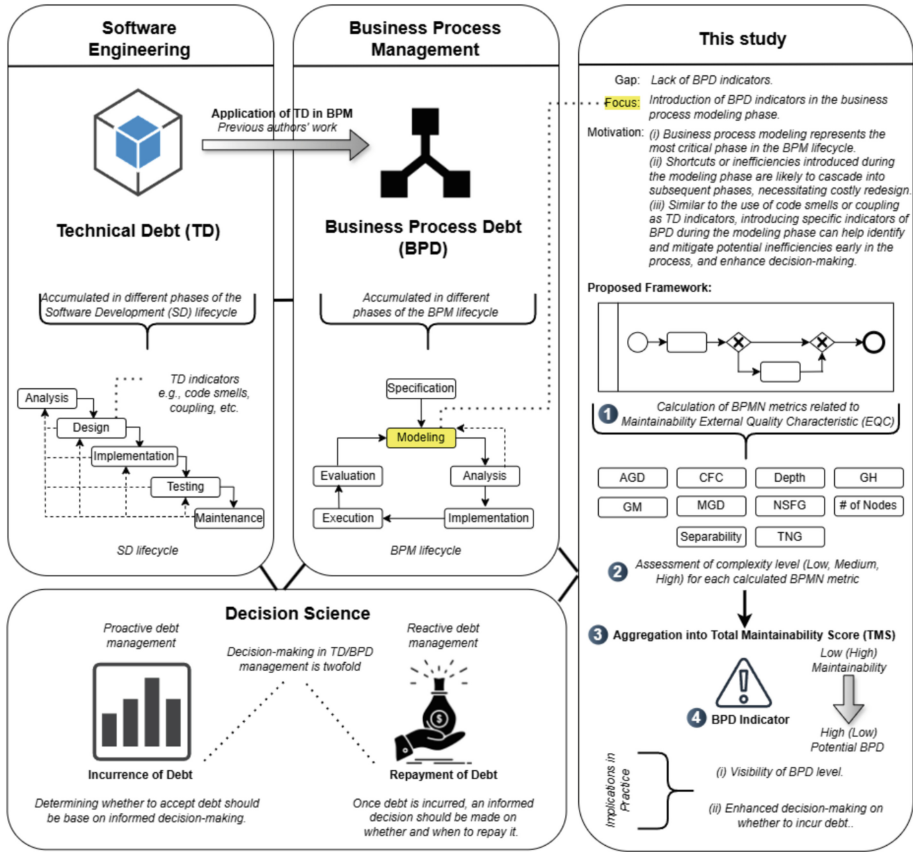 Software
Engineering
Application of TD in BPM
Previous authors' work
Technical Debt (TD)
Accumulated in different phases of the
Software Development (SD) lifecycle
TD indicators
e.g., code smells,
coupling, etc.
Analysis
Design
Implementation
Testing
Maintenance
SD lifecycle
Business Process
Management
Business Process Debt
(BPD)
Accumulated in different
phases of the BPM lifecycle
Specification
Modeling
Evaluation
Analysis
Execution
Implementation
BPM lifecycle
Decision Science
Proactive debt
management
Decision-making in TD/BPD
management is twofold
Reactive debt
management
$
Incurrence of Debt
Repayment of Debt
Determining whether to accept debt should
be base on informed decision-making.
Once debt is incurred, an informed
decision should be made on
whether and when to repay it.
This study
Gap: Lack of BPD indicators.
Focus: Introduction of BPD indicators in the business
process modeling phase.
Motivation: (i) Business process modeling represents the
most critical phase in the BPM lifecycle.
(ii) Shortcuts or inefficiencies introduced during
the modeling phase are likely to cascade into
subsequent phases, necessitating costly redesign.
(iii) Similar to the use of code smells or coupling
as TD indicators, introducing specific indicators of
BPD during the modeling phase can help identify
and mitigate potential inefficiencies early in the
process, and enhance decision-making.
Proposed Framework:
1 Calculation of BPMN metrics related to
Maintainability External Quality Characteristic (EQC)
AGD CFC Depth GH
GM MGD NSFG # of Nodes
Separability TNG
2 Assessment of complexity level (Low, Medium,
High) for each calculated BPMN metric
3 Aggregation into Total Maintainability Score (TMS)
Low (High)
Maintainability
4 BPD Indicator
High (Low)
Potential BPD
Implications in
Practice
(i) Visibility of BPD level.
(ii) Enhanced decision-making on
whether to incur debt..